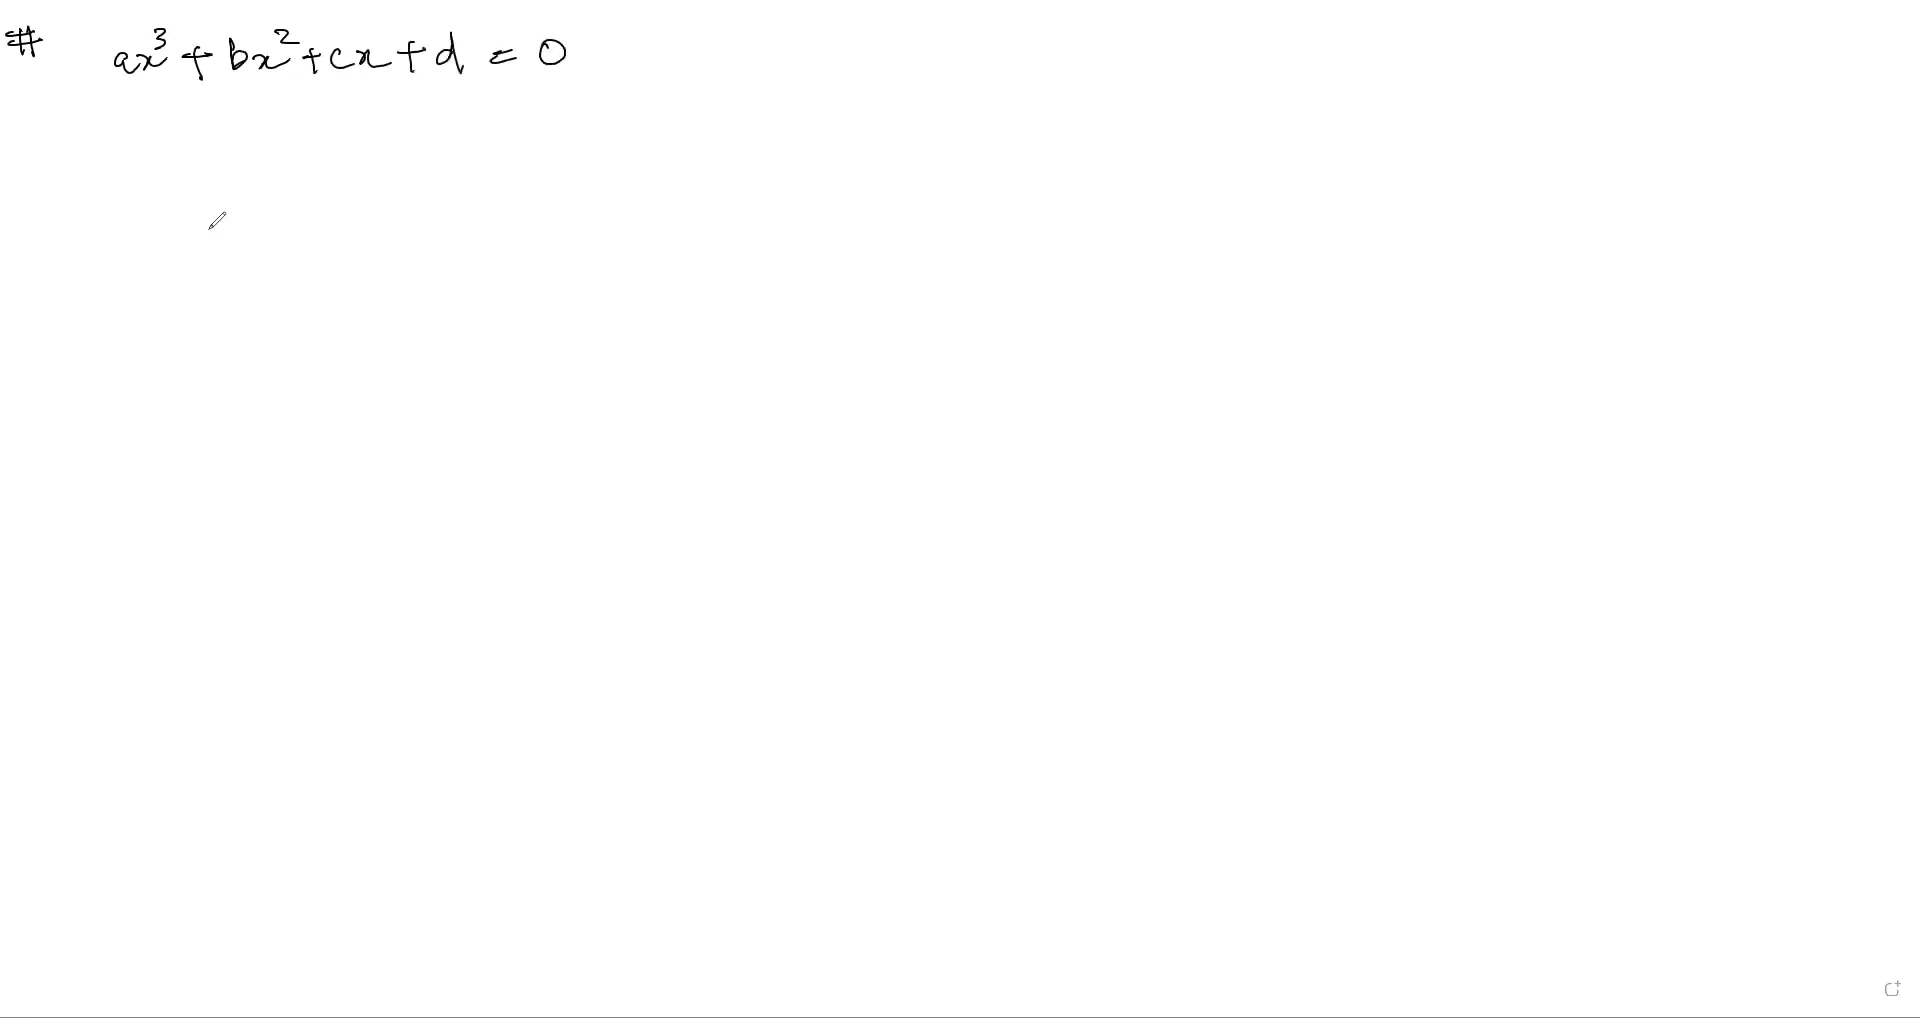 # ax³ + bx² + cx + d = 0